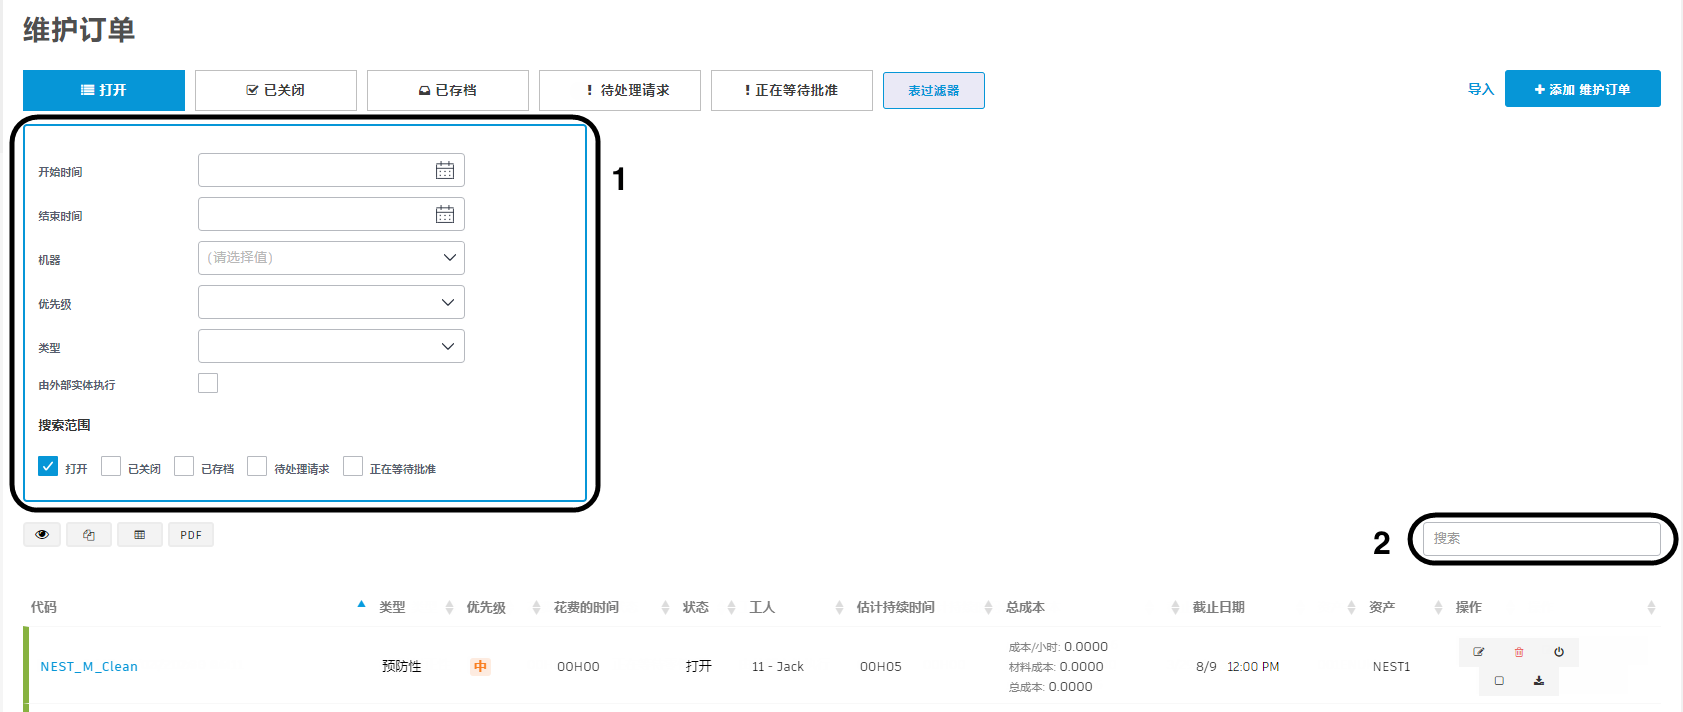 维护订单
打开 已关闭 已存档 ! 待处理请求 ! 正在等待批准 表过滤器 导入 + 添加 维护订单
开始时间
1
结束时间
机器 (请选择值)
优先级
类型
由外部实体执行
搜索范围
打开 已关闭 已存档 待处理请求 正在等待批准
PDF
2 搜索
代码 类型 优先级 花费的时间 状态 工人 估计持续时间 总成本 截止日期 资产 操作
成本/小时: 0.0000
NEST_M_Clean 预防性 中 00H00 打开 11 - Jack 00H05 材料成本: 0.0000 8/9 12:00 PM NEST1
总成本: 0.0000